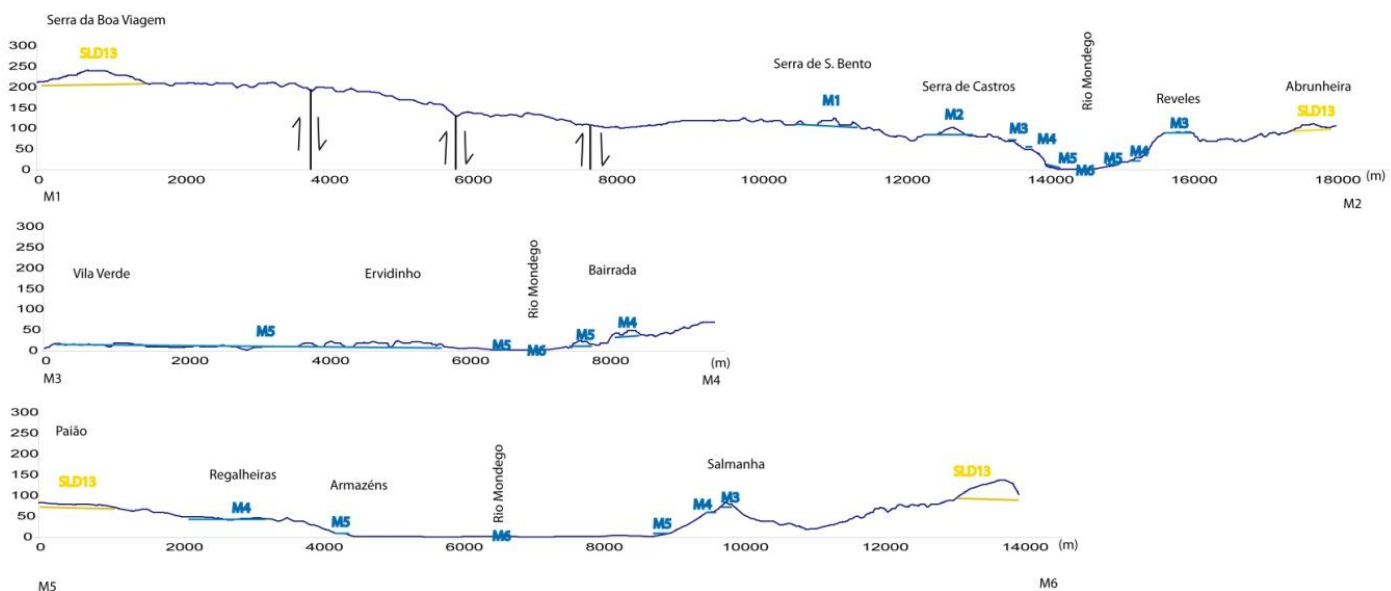 Serra da Boa Viagem
300
SLD13
250
200
150
100
50
0
Serra de S. Bento
M1
Serra de Castros
M2
M3
M4
M5
M6
Rio Mondego
M5
M4
Reveles
M3
Abrunheira
SLD13
0 2000 4000 6000 8000 10000 12000 14000 16000 18000 (m)
M1 M2
300
250
200
150
100
50
0
Vila Verde
M5
Ervidinho
M5
Rio Mondego
M6
Bairrada
M5
M4
0 2000 4000 6000 8000 (m)
M3 M4
300
250
200
150
100
50
0
Paião
SLD13
Regalheiras
M4
Armazéns
M5
Rio Mondego
M6
Salmanha
M5
M4
M3
SLD13
0 2000 4000 6000 8000 10000 12000 14000 (m)
M5 M6